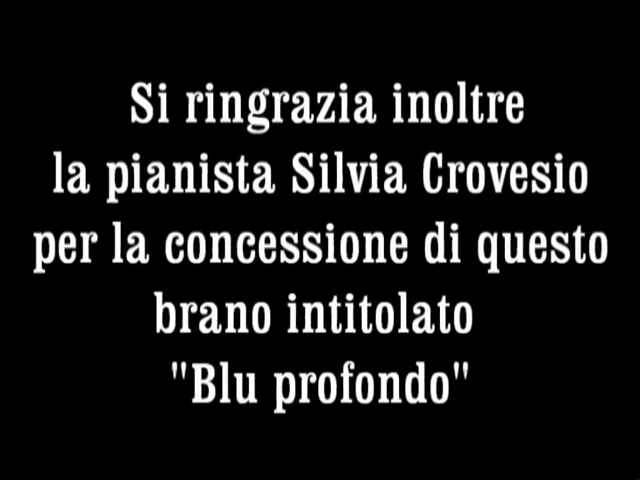 Si ringrazia inoltre
la pianista Silvia Crovesio
per la concessione di questo
brano intitolato
"Blu profondo"